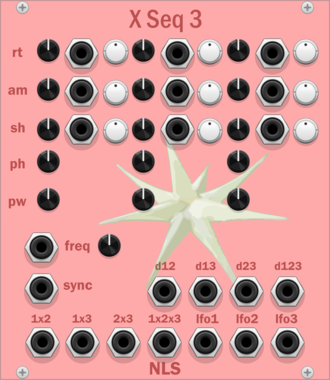 X Seq 3
rt
am
sh
ph
pw
freq
sync
d12 d13 d23 d123
1x2 1x3 2x3 1x2x3 lfo1 lfo2 lfo3
NLS